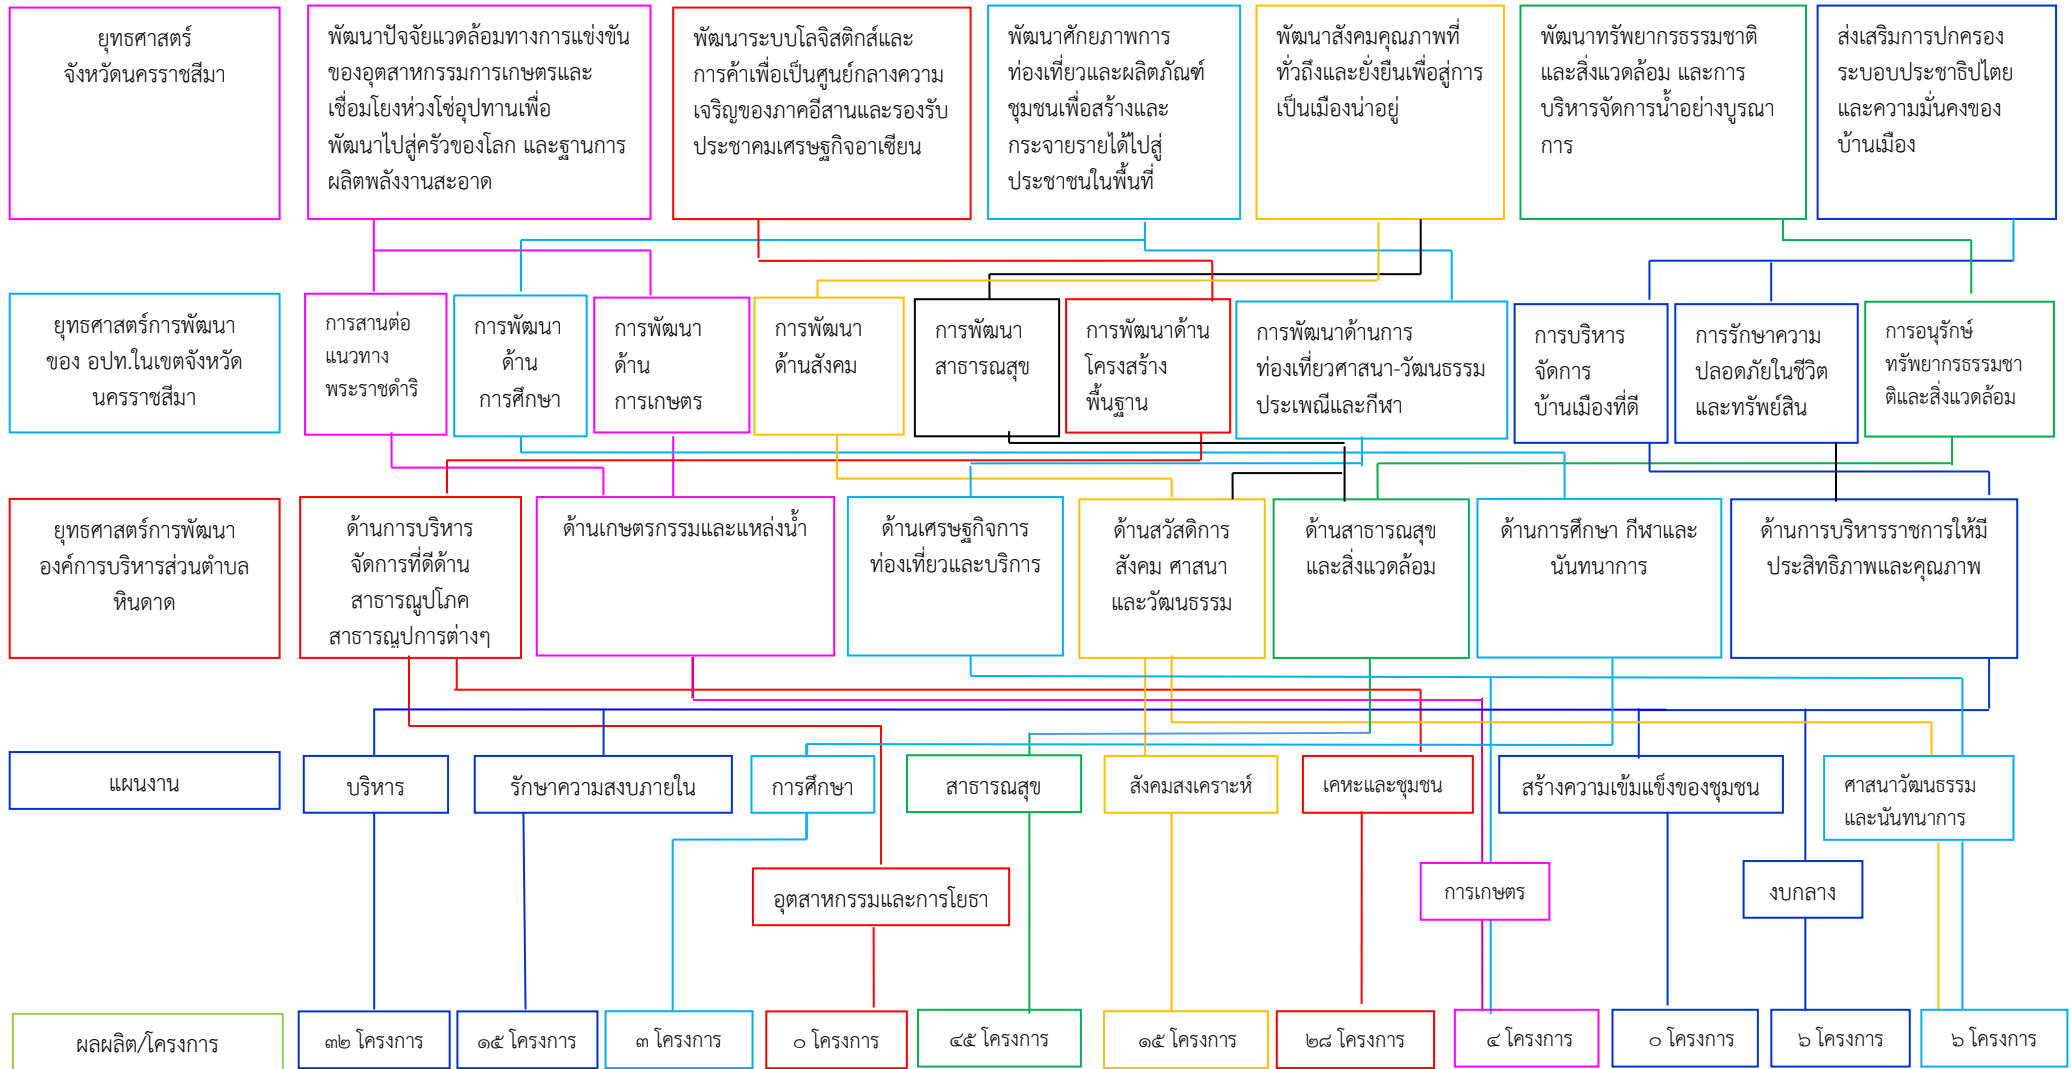 ยุทธศาสตร์
จังหวัดนครราชสีมา
พัฒนาปัจจัยแวดล้อมทางการแข่งขัน
ของอุตสาหกรรมการเกษตรและ
เชื่อมโยงห่วงโซ่อุปทานเพื่อ
พัฒนาไปสู่ครัวของโลก และฐานการ
ผลิตพลังงานสะอาด
พัฒนาระบบโลจิสติกส์และ
การค้าเพื่อเป็นศูนย์กลางความ
เจริญของภาคอีสานและรองรับ
ประชาคมเศรษฐกิจอาเซียน
พัฒนาศักยภาพการ
ท่องเที่ยวและผลิตภัณฑ์
ชุมชนเพื่อสร้างและ
กระจายรายได้ไปสู่
ประชาชนในพื้นที่
พัฒนาสังคมคุณภาพที่
ทั่วถึงและยั่งยืนเพื่อสู่การ
เป็นเมืองน่าอยู่
พัฒนาทรัพยากรธรรมชาติ
และสิ่งแวดล้อม และการ
บริหารจัดการน้ำอย่างบูรณา
การ
ส่งเสริมการปกครอง
ระบอบประชาธิปไตย
และความมั่นคงของ
บ้านเมือง
ยุทธศาสตร์การพัฒนา
ของ อปท.ในเขตจังหวัด
นครราชสีมา
การสานต่อ
แนวทาง
พระราชดำริ
การพัฒนา
ด้าน
การศึกษา
การพัฒนา
ด้าน
การเกษตร
การพัฒนา
ด้านสังคม
การพัฒนา
สาธารณสุข
การพัฒนาด้าน
โครงสร้าง
พื้นฐาน
การพัฒนาด้านการ
ท่องเที่ยวศาสนา-วัฒนธรรม
ประเพณีและกีฬา
การบริหาร
จัดการ
บ้านเมืองที่ดี
การรักษาความ
ปลอดภัยในชีวิต
และทรัพย์สิน
การอนุรักษ์
ทรัพยากรธรรมชา
ติและสิ่งแวดล้อม
ยุทธศาสตร์การพัฒนา
องค์การบริหารส่วนตำบล
หินดาด
ด้านการบริหาร
จัดการที่ดีด้าน
สาธารณูปโภค
สาธารณูปการต่างๆ
ด้านเกษตรกรรมและแหล่งน้ำ
ด้านเศรษฐกิจการ
ท่องเที่ยวและบริการ
ด้านสวัสดิการ
สังคม ศาสนา
และวัฒนธรรม
ด้านสาธารณสุข
และสิ่งแวดล้อม
ด้านการศึกษา กีฬาและ
นันทนาการ
ด้านการบริหารราชการให้มี
ประสิทธิภาพและคุณภาพ
แผนงาน
บริหาร
รักษาความสงบภายใน
การศึกษา
สาธารณสุข
สังคมสงเคราะห์
เคหะและชุมชน
สร้างความเข้มแข็งของชุมชน
ศาสนาวัฒนธรรม
และนันทนาการ
อุตสาหกรรมและการโยธา
การเกษตร
งบกลาง
ผลผลิต/โครงการ
๓๒ โครงการ
๑๕ โครงการ
๓ โครงการ
๐ โครงการ
๔๕ โครงการ
๑๕ โครงการ
๒๘ โครงการ
๔ โครงการ
๐ โครงการ
๖ โครงการ
๖ โครงการ